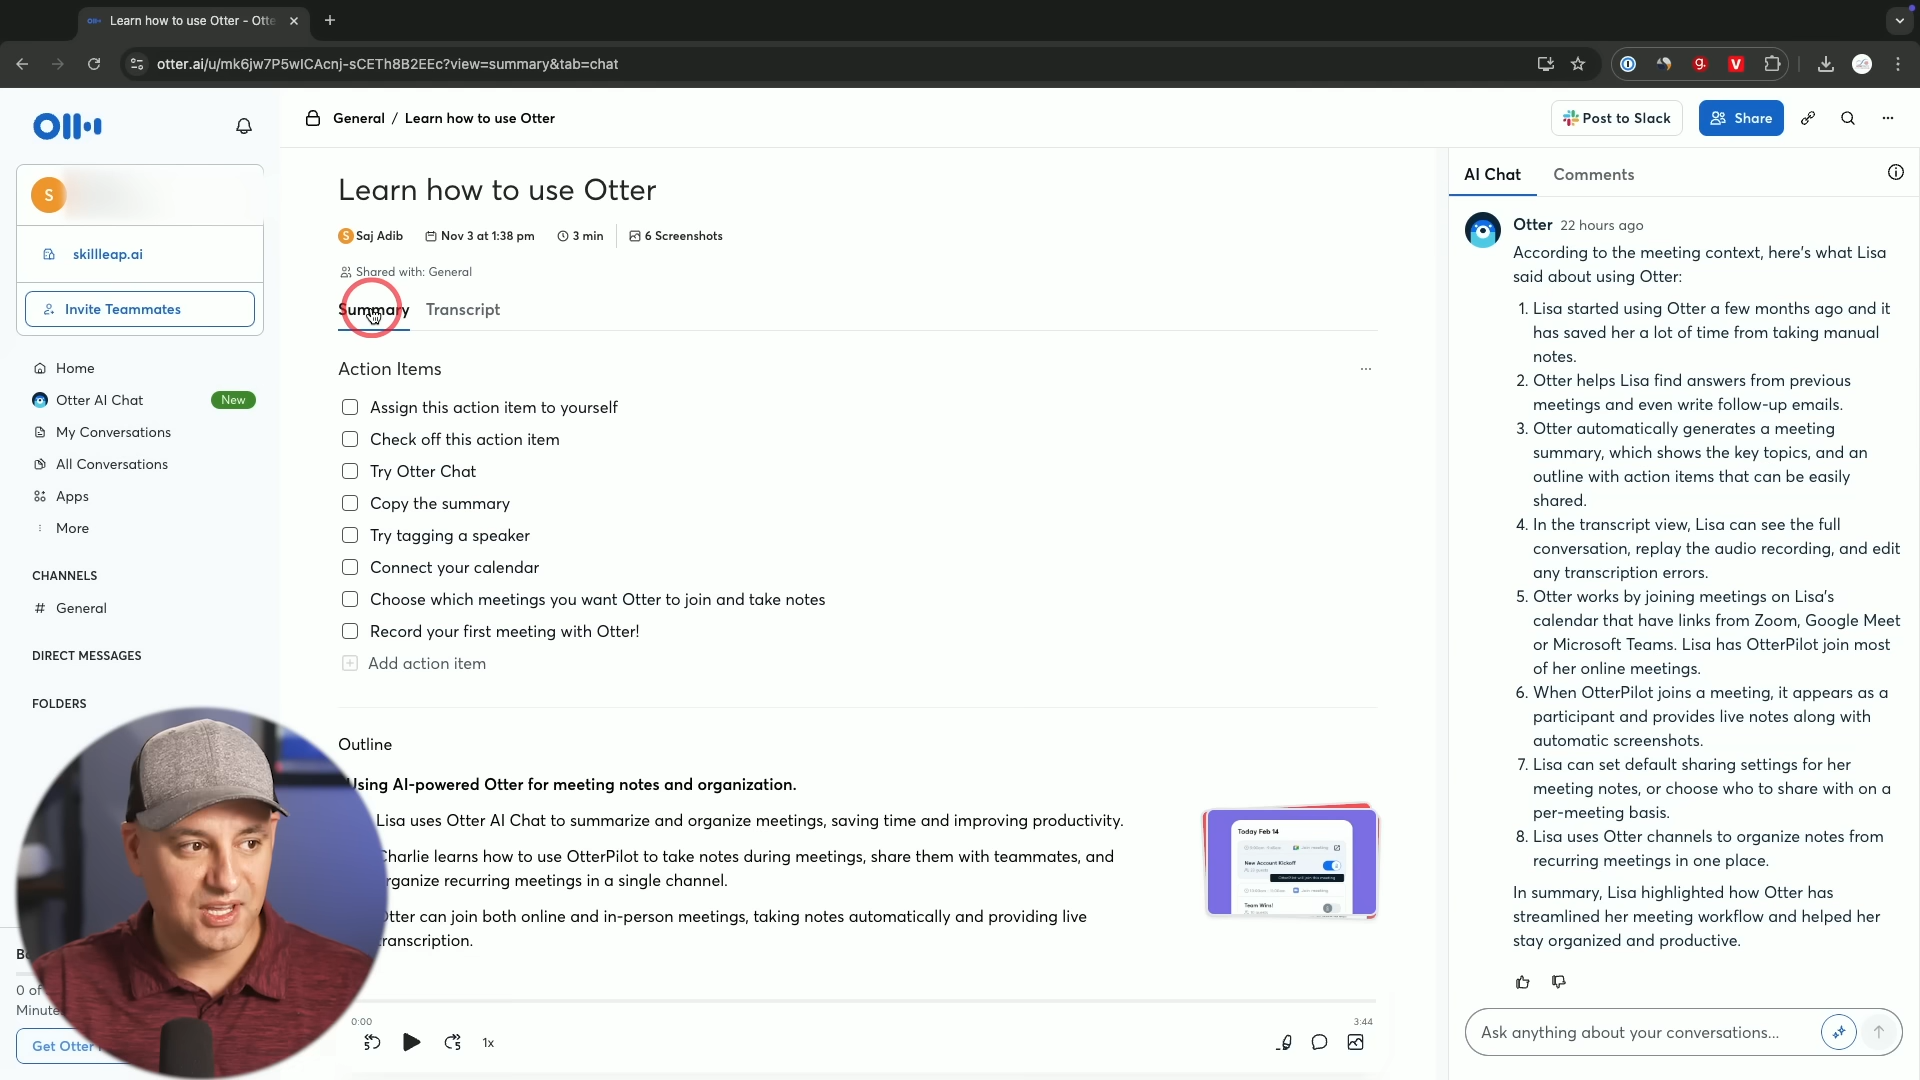 Learn how to use Otter - Otte
otter.ai/u/mk6jw7P5wICAcnj-sCETh8B2EEc?view=summary&tab=chat
General / Learn how to use Otter
Post to Slack
Share
S
skillleap.ai
Invite Teammates
Home
Otter AI Chat
New
My Conversations
All Conversations
Apps
More
CHANNELS
# General
DIRECT MESSAGES
FOLDERS
0 of
Minute
Get Otter
Learn how to use Otter
S Saj Adib
Nov 3 at 1:38 pm
3 min
6 Screenshots
Shared with: General
Summary
Transcript
Action Items
Assign this action item to yourself
Check off this action item
Try Otter Chat
Copy the summary
Try tagging a speaker
Connect your calendar
Choose which meetings you want Otter to join and take notes
Record your first meeting with Otter!
Add action item
Outline
Using AI-powered Otter for meeting notes and organization.
Lisa uses Otter AI Chat to summarize and organize meetings, saving time and improving productivity.
Charlie learns how to use OtterPilot to take notes during meetings, share them with teammates, and
organize recurring meetings in a single channel.
Otter can join both online and in-person meetings, taking notes automatically and providing live
transcription.
Today Feb 14
New Account Kickoff
Team Wins!
0:00
3:44
1x
AI Chat
Comments
Otter 22 hours ago
According to the meeting context, here's what Lisa
said about using Otter:
1. Lisa started using Otter a few months ago and it
has saved her a lot of time from taking manual
notes.
2. Otter helps Lisa find answers from previous
meetings and even write follow-up emails.
3. Otter automatically generates a meeting
summary, which shows the key topics, and an
outline with action items that can be easily
shared.
4. In the transcript view, Lisa can see the full
conversation, replay the audio recording, and edit
any transcription errors.
5. Otter works by joining meetings on Lisa's
calendar that have links from Zoom, Google Meet
or Microsoft Teams. Lisa has OtterPilot join most
of her online meetings.
6. When OtterPilot joins a meeting, it appears as a
participant and provides live notes along with
automatic screenshots.
7. Lisa can set default sharing settings for her
meeting notes, or choose who to share with on a
per-meeting basis.
8. Lisa uses Otter channels to organize notes from
recurring meetings in one place.
In summary, Lisa highlighted how Otter has
streamlined her meeting workflow and helped her
stay organized and productive.
Ask anything about your conversations...